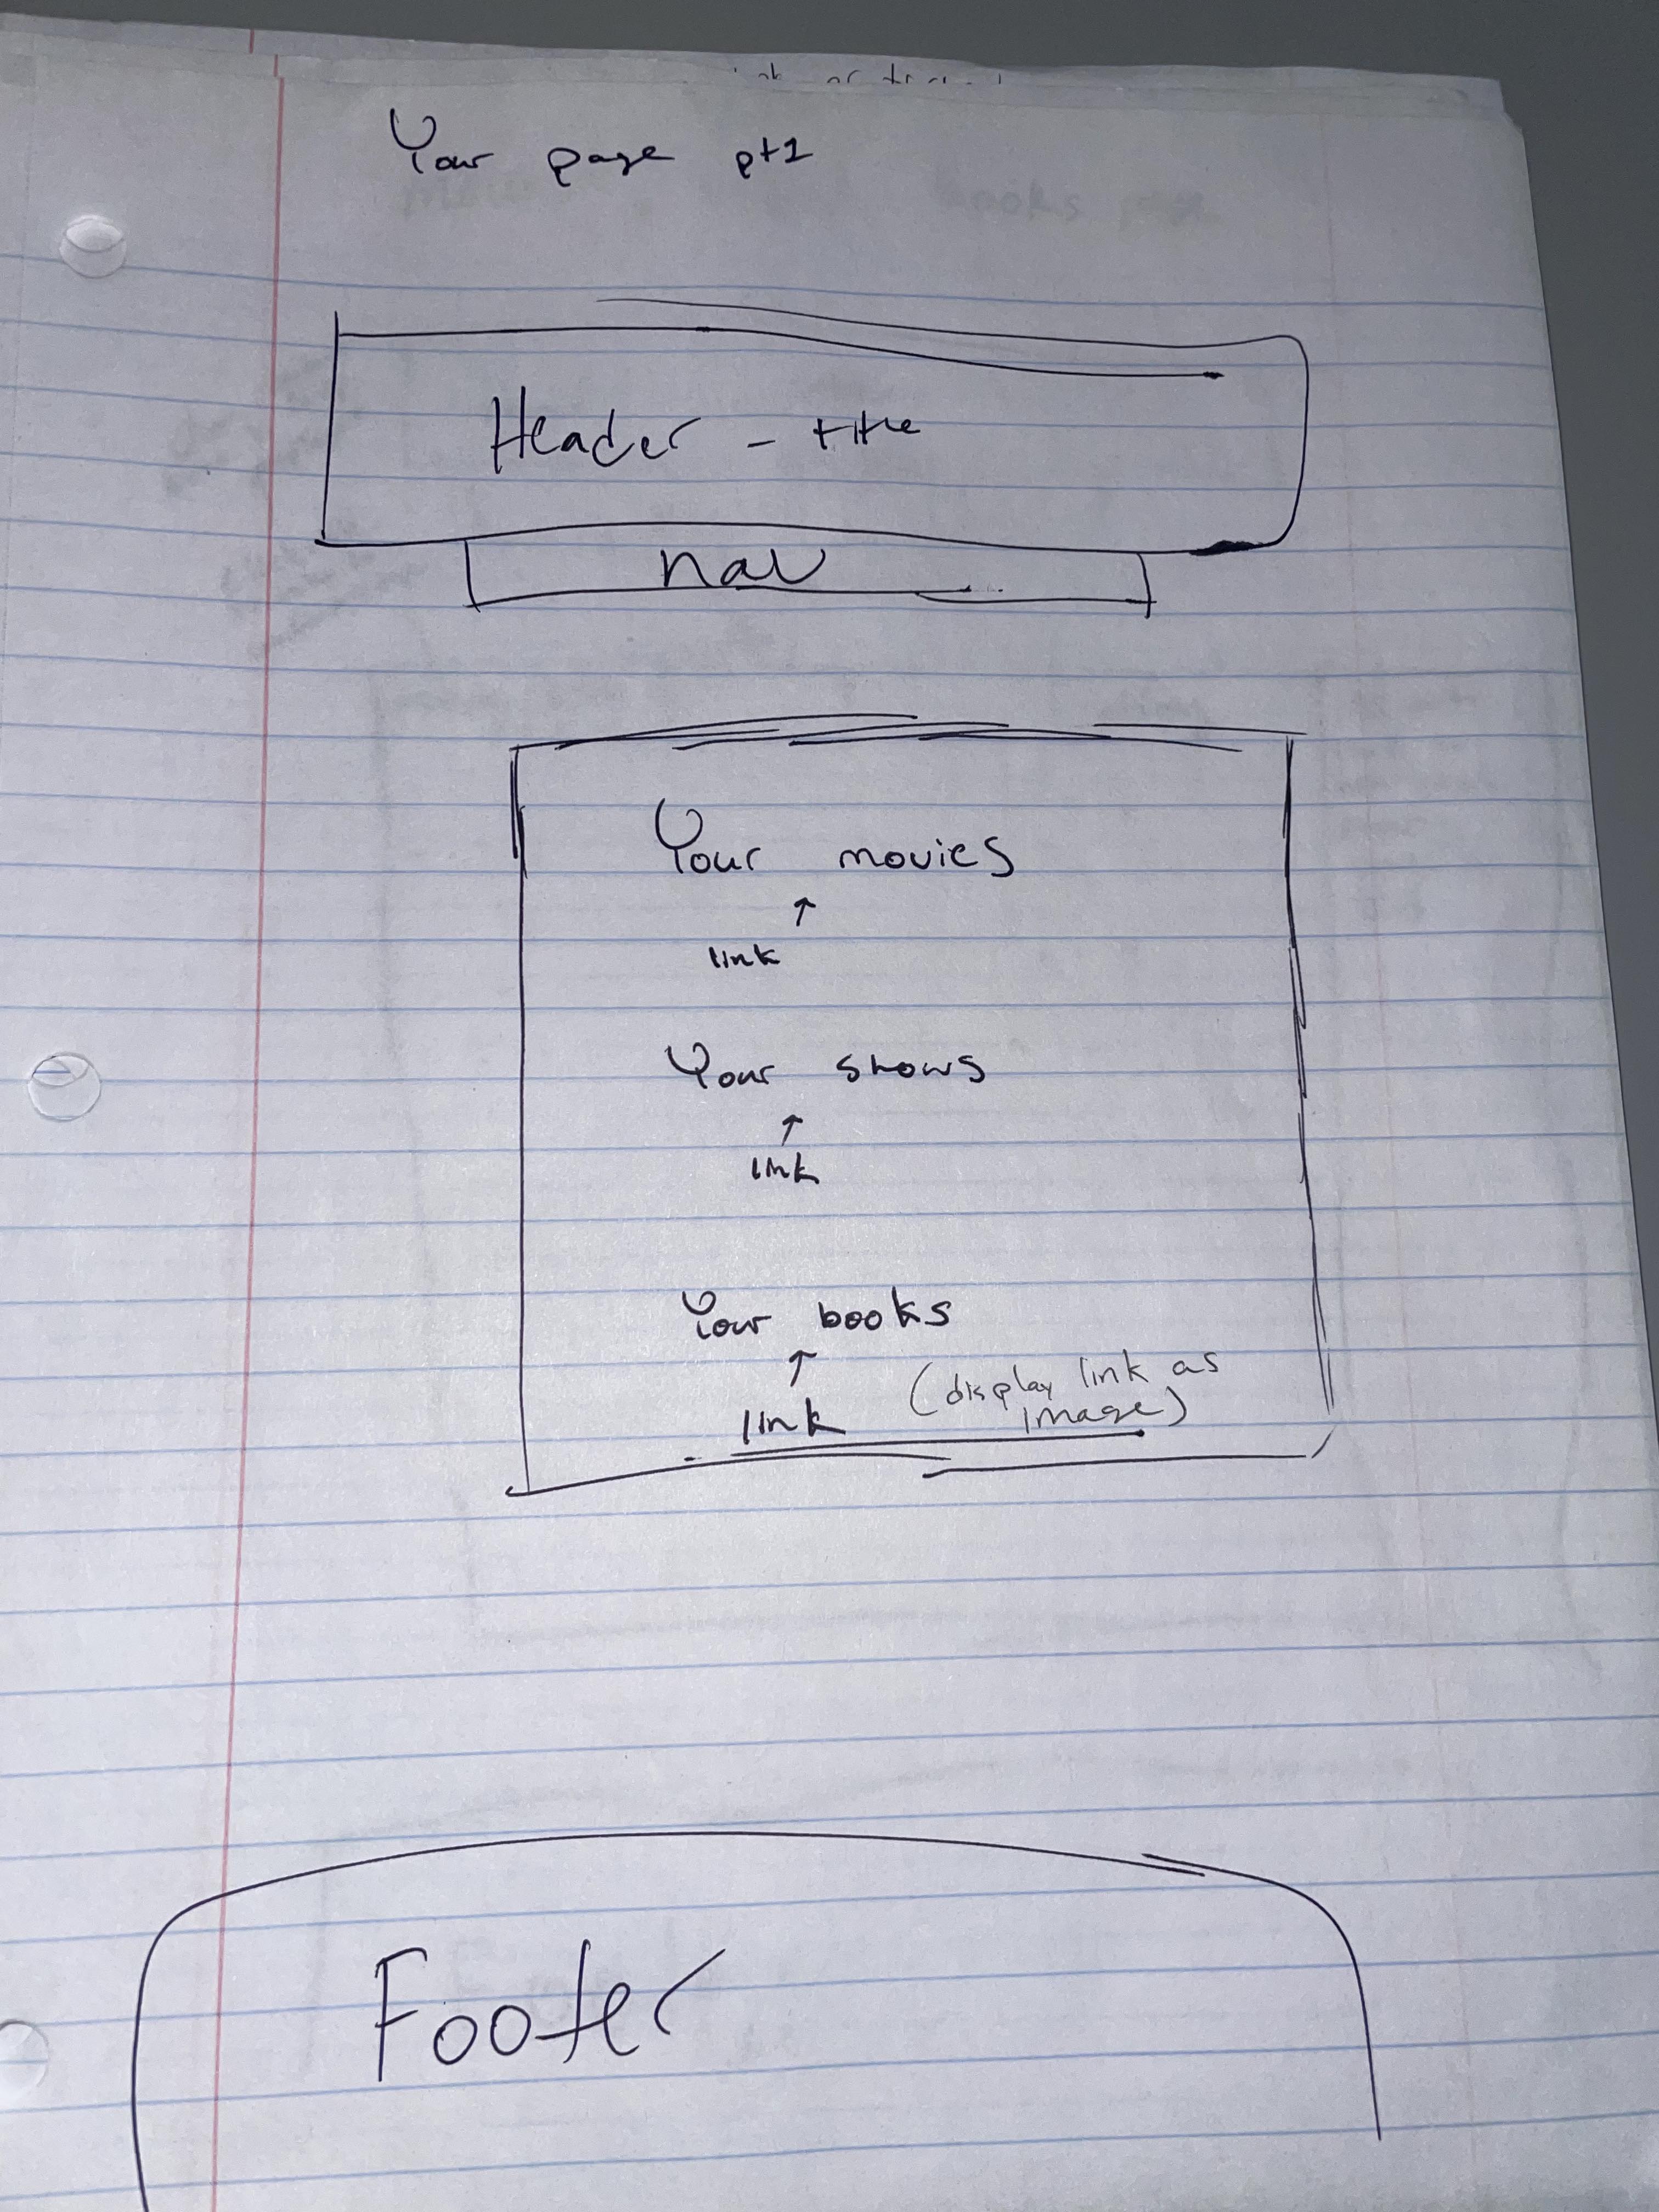 Your page pt1
Header - title
nav
Your movies
↑
link
Your shows
↑
link
Your books
↑
link (display link as
image)
Footer